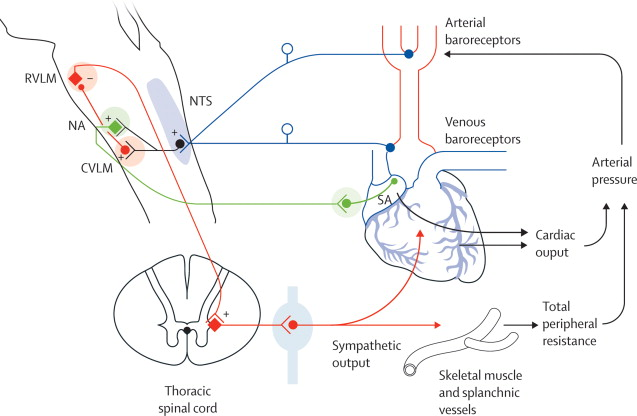 Arterial
baroreceptors
RVLM
−
NTS
NA
+
+
Venous
baroreceptors
+
CVLM
Arterial
pressure
SA
Cardiac
ouput
+
Total
peripheral
resistance
Sympathetic
output
Skeletal muscle
and splanchnic
vessels
Thoracic
spinal cord